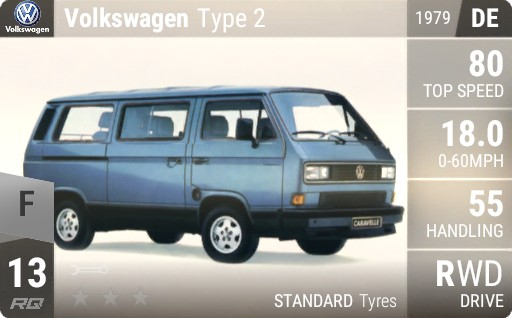 Volkswagen
Volkswagen Type 2
1979 DE
80
TOP SPEED
18.0
0-60MPH
55
HANDLING
RWD
DRIVE
F
13
RQ
CARAVELLE
STANDARD Tyres